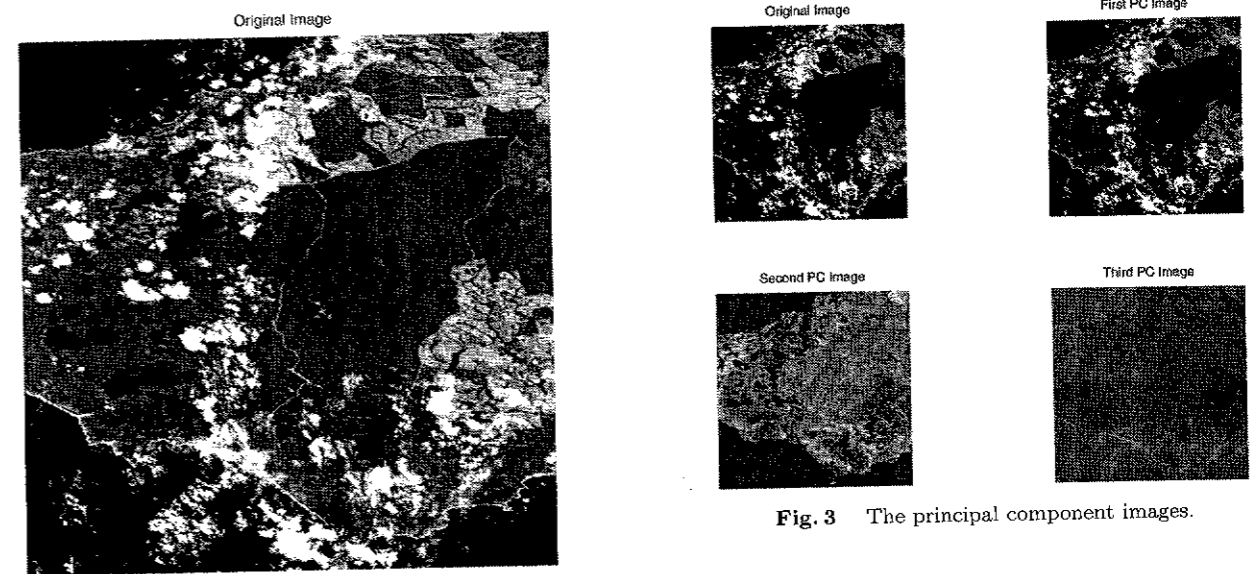 Original Image
Original Image
First PC Image
Second PC Image
Third PC Image
Fig. 3 The principal component images.